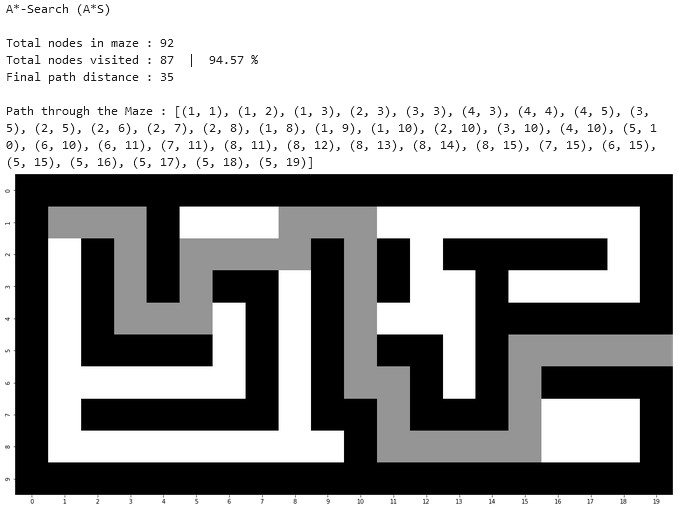 A*-Search (A*S)
Total nodes in maze : 92
Total nodes visited : 87  |  94.57 %
Final path distance : 35
Path through the Maze : [(1, 1), (1, 2), (1, 3), (2, 3), (3, 3), (4, 3), (4, 4), (4, 5), (3,
5), (2, 5), (2, 6), (2, 7), (2, 8), (1, 8), (1, 9), (1, 10), (2, 10), (3, 10), (4, 10), (5, 1
0), (6, 10), (6, 11), (7, 11), (8, 11), (8, 12), (8, 13), (8, 14), (8, 15), (7, 15), (6, 15),
(5, 15), (5, 16), (5, 17), (5, 18), (5, 19)]
0
1
2
3
4
5
6
7
8
9
0 1 2 3 4 5 6 7 8 9 10 11 12 13 14 15 16 17 18 19